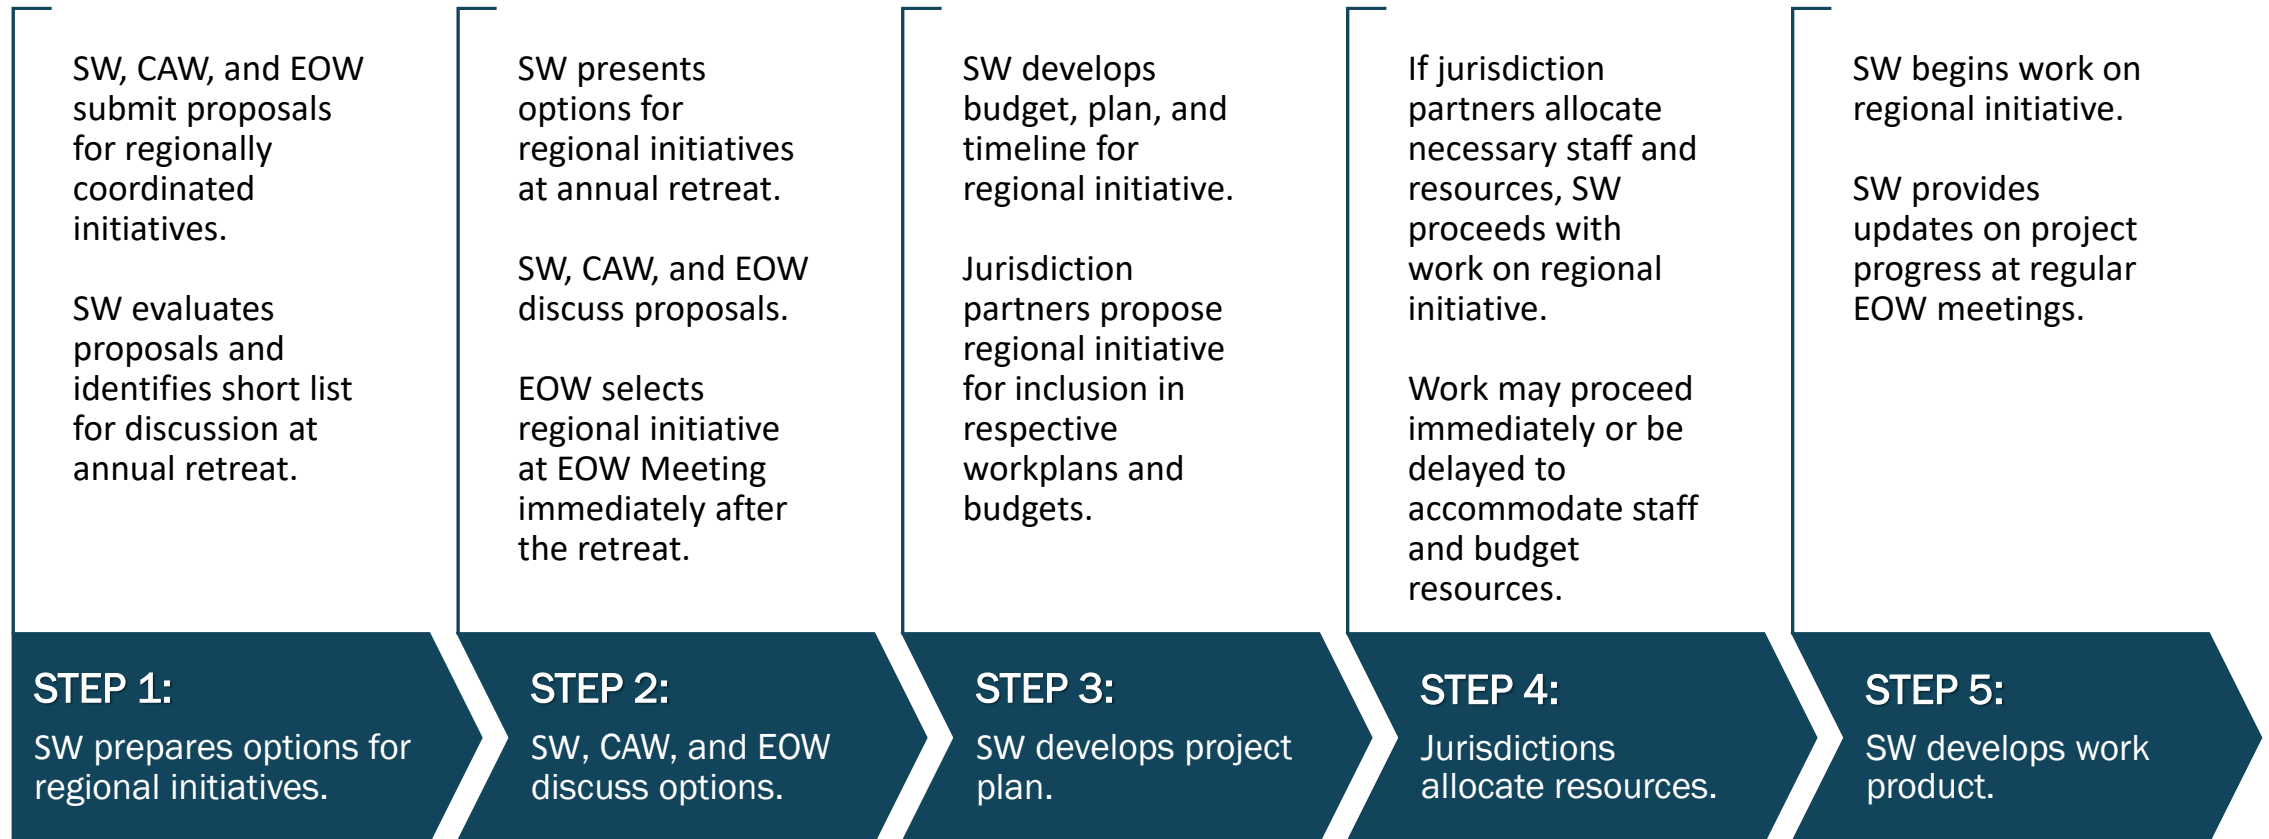 SW, CAW, and EOW
submit proposals
for regionally
coordinated
initiatives.
SW evaluates
proposals and
identifies short list
for discussion at
annual retreat.
STEP 1:
SW prepares options for
regional initiatives.
SW presents
options for
regional initiatives
at annual retreat.
SW, CAW, and EOW
discuss proposals.
EOW selects
regional initiative
at EOW Meeting
immediately after
the retreat.
STEP 2:
SW, CAW, and EOW
discuss options.
SW develops
budget, plan, and
timeline for
regional initiative.
Jurisdiction
partners propose
regional initiative
for inclusion in
respective
workplans and
budgets.
STEP 3:
SW develops project
plan.
If jurisdiction
partners allocate
necessary staff and
resources, SW
proceeds with
work on regional
initiative.
Work may proceed
immediately or be
delayed to
accommodate staff
and budget
resources.
STEP 4:
Jurisdictions
allocate resources.
SW begins work on
regional initiative.
SW provides
updates on project
progress at regular
EOW meetings.
STEP 5:
SW develops work
product.